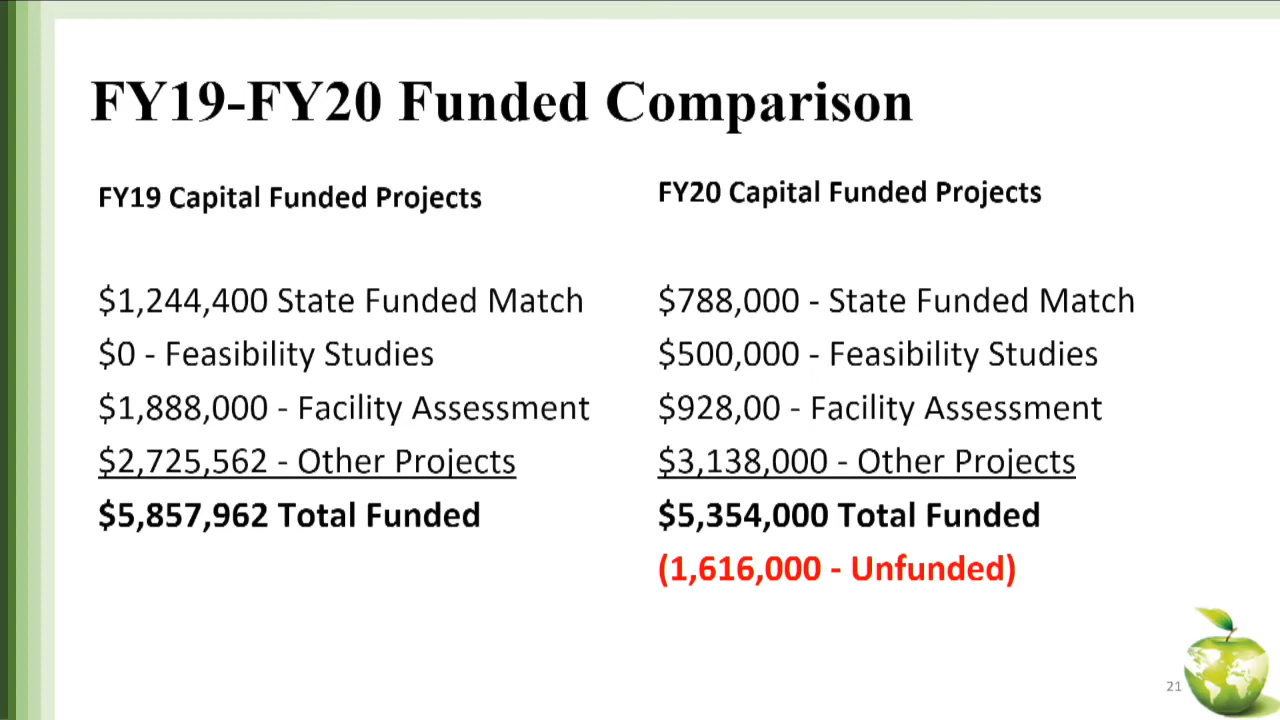 FY19-FY20 Funded Comparison
FY19 Capital Funded Projects
$1,244,400 State Funded Match
$0 - Feasibility Studies
$1,888,000 - Facility Assessment
$2,725,562 - Other Projects
$5,857,962 Total Funded
FY20 Capital Funded Projects
$788,000 - State Funded Match
$500,000 - Feasibility Studies
$928,00 - Facility Assessment
$3,138,000 - Other Projects
$5,354,000 Total Funded
(1,616,000 - Unfunded)
21